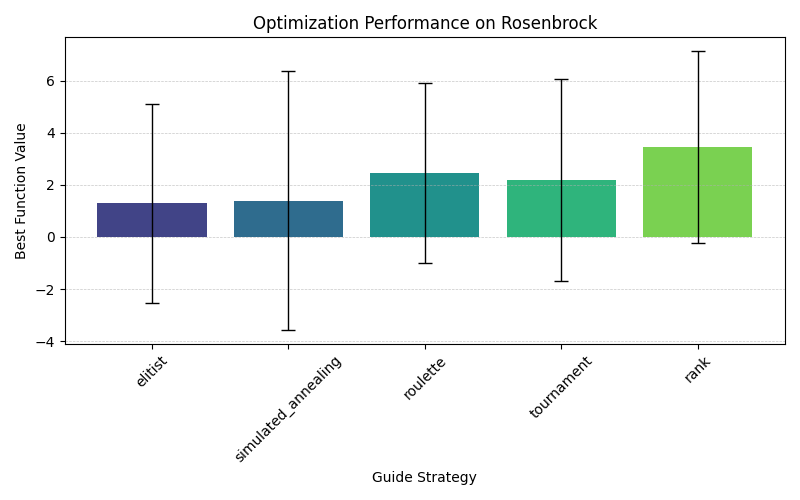 Optimization Performance on Rosenbrock
Best Function Value
6
4
2
0
−2
−4
elitist
simulated_annealing
roulette
tournament
rank
Guide Strategy